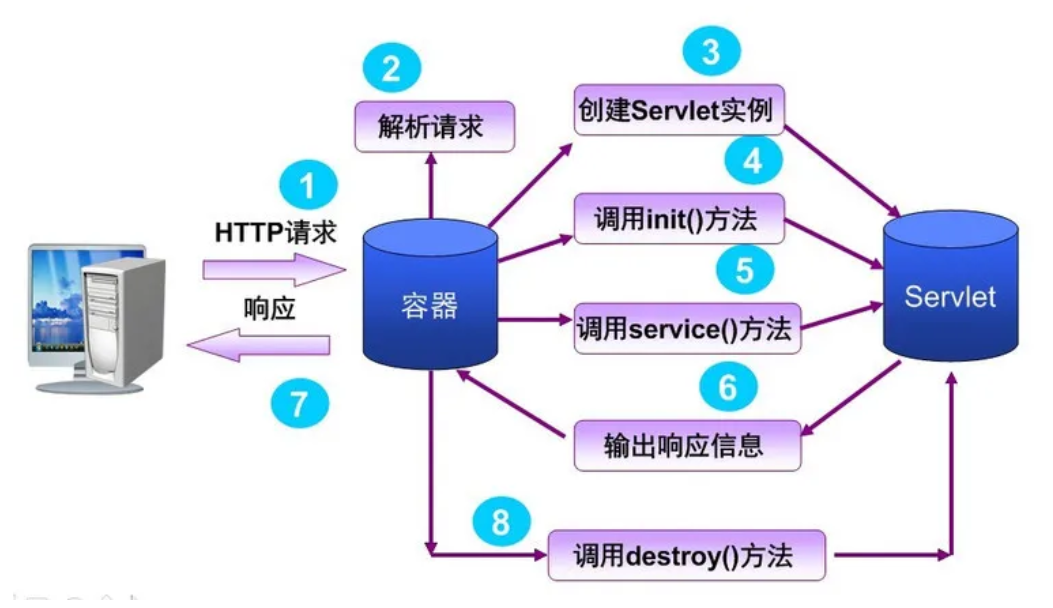 1
HTTP请求
2
解析请求
3
创建Servlet实例
4
调用init()方法
5
调用service()方法
6
输出响应信息
响应
7
8
调用destroy()方法
容器
Servlet